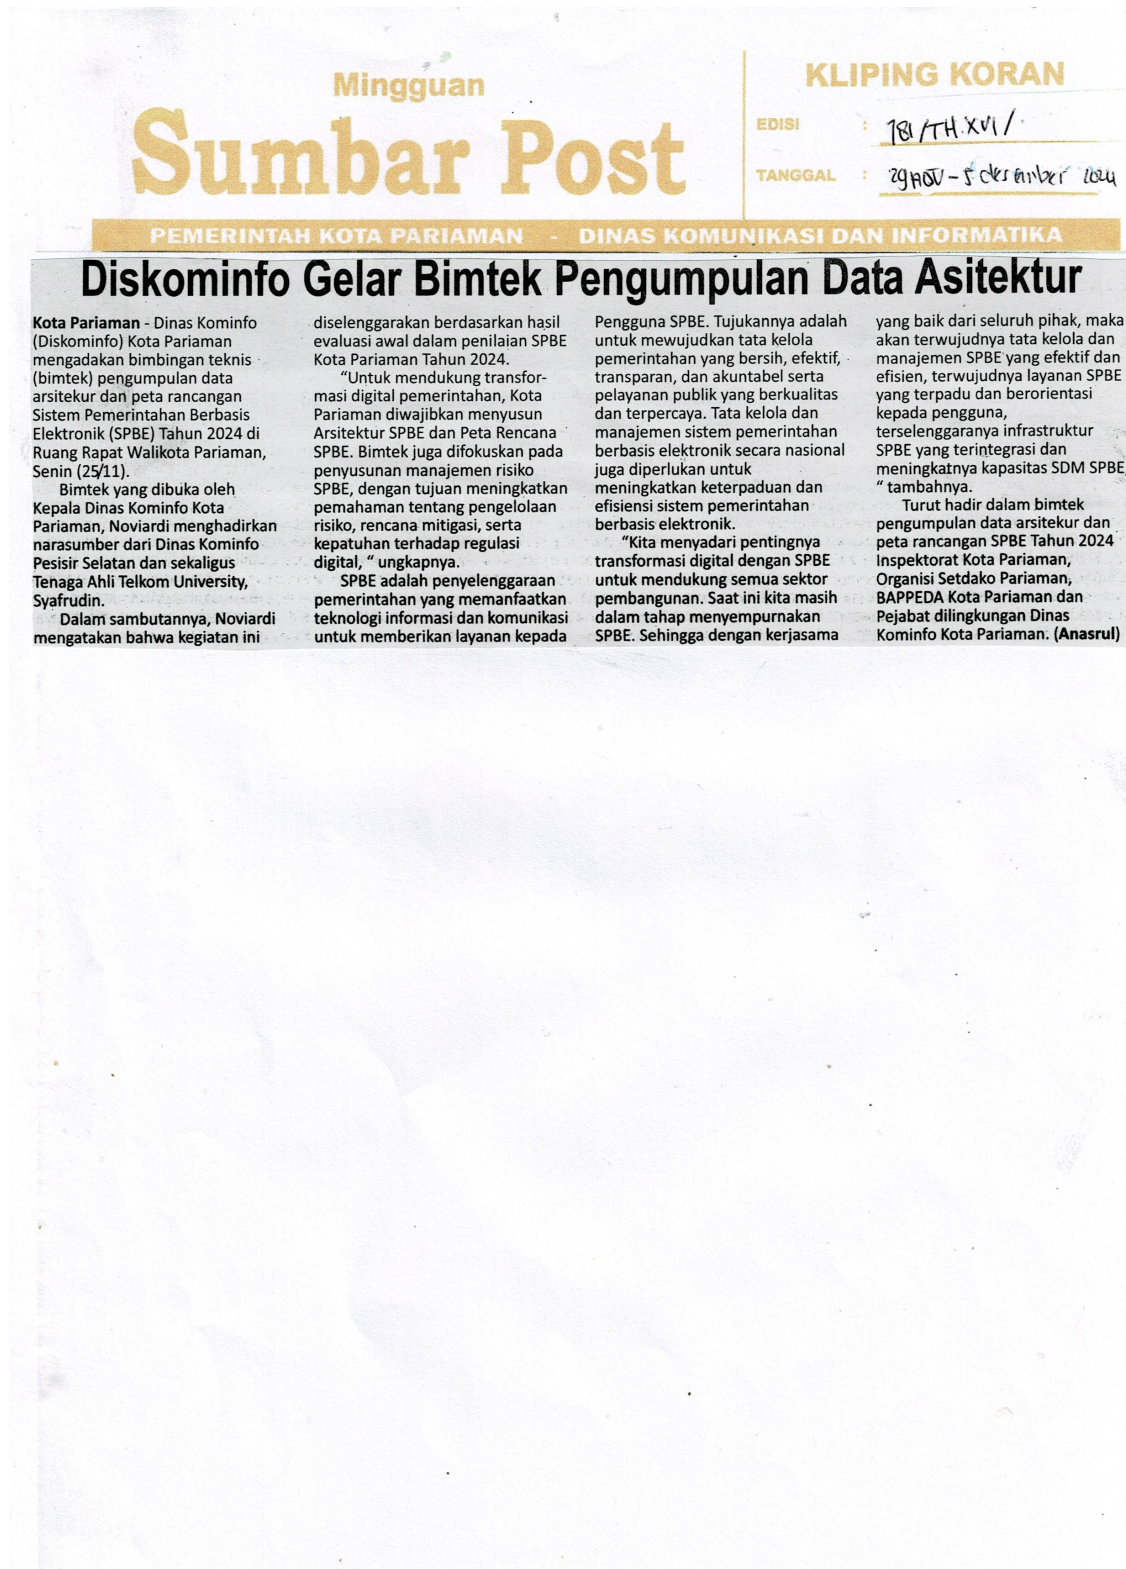 Mingguan
Sumbar Post
KLIPING KORAN
EDISI : 781/TH.XVI/
TANGGAL : 29 NOV - 5 desember 2024
PEMERINTAH KOTA PARIAMAN - DINAS KOMUNIKASI DAN INFORMATIKA
Diskominfo Gelar Bimtek Pengumpulan Data Asitektur
Kota Pariaman - Dinas Kominfo
(Diskominfo) Kota Pariaman
mengadakan bimbingan teknis
(bimtek) pengumpulan data
arsitekur dan peta rancangan
Sistem Pemerintahan Berbasis
Elektronik (SPBE) Tahun 2024 di
Ruang Rapat Walikota Pariaman,
Senin (25/11).
Bimtek yang dibuka oleh
Kepala Dinas Kominfo Kota
Pariaman, Noviardi menghadirkan
narasumber dari Dinas Kominfo
Pesisir Selatan dan sekaligus
Tenaga Ahli Telkom University,
Syafrudin.
Dalam sambutannya, Noviardi
mengatakan bahwa kegiatan ini
diselenggarakan berdasarkan hasil
evaluasi awal dalam penilaian SPBE
Kota Pariaman Tahun 2024.
“Untuk mendukung transfor-
masi digital pemerintahan, Kota
Pariaman diwajibkan menyusun
Arsitektur SPBE dan Peta Rencana
SPBE. Bimtek juga difokuskan pada
penyusunan manajemen risiko
SPBE, dengan tujuan meningkatkan
pemahaman tentang pengelolaan
risiko, rencana mitigasi, serta
kepatuhan terhadap regulasi
digital, “ ungkapnya.
SPBE adalah penyelenggaraan
pemerintahan yang memanfaatkan
teknologi informasi dan komunikasi
untuk memberikan layanan kepada
Pengguna SPBE. Tujukannya adalah
untuk mewujudkan tata kelola
pemerintahan yang bersih, efektif,
transparan, dan akuntabel serta
pelayanan publik yang berkualitas
dan terpercaya. Tata kelola dan
manajemen sistem pemerintahan
berbasis elektronik secara nasional
juga diperlukan untuk
meningkatkan keterpaduan dan
efisiensi sistem pemerintahan
berbasis elektronik.
“Kita menyadari pentingnya
transformasi digital dengan SPBE
untuk mendukung semua sektor
pembangunan. Saat ini kita masih
dalam tahap menyempurnakan
SPBE. Sehingga dengan kerjasama
yang baik dari seluruh pihak, maka
akan terwujudnya tata kelola dan
manajemen SPBE yang efektif dan
efisien, terwujudnya layanan SPBE
yang terpadu dan berorientasi
kepada pengguna,
terselenggaranya infrastruktur
SPBE yang terintegrasi dan
meningkatnya kapasitas SDM SPBE,
“ tambahnya.
Turut hadir dalam bimtek
pengumpulan data arsitekur dan
peta rancangan SPBE Tahun 2024
Inspektorat Kota Pariaman,
Organisi Setdako Pariaman,
BAPPEDA Kota Pariaman dan
Pejabat dilingkungan Dinas
Kominfo Kota Pariaman. (Anasrul)